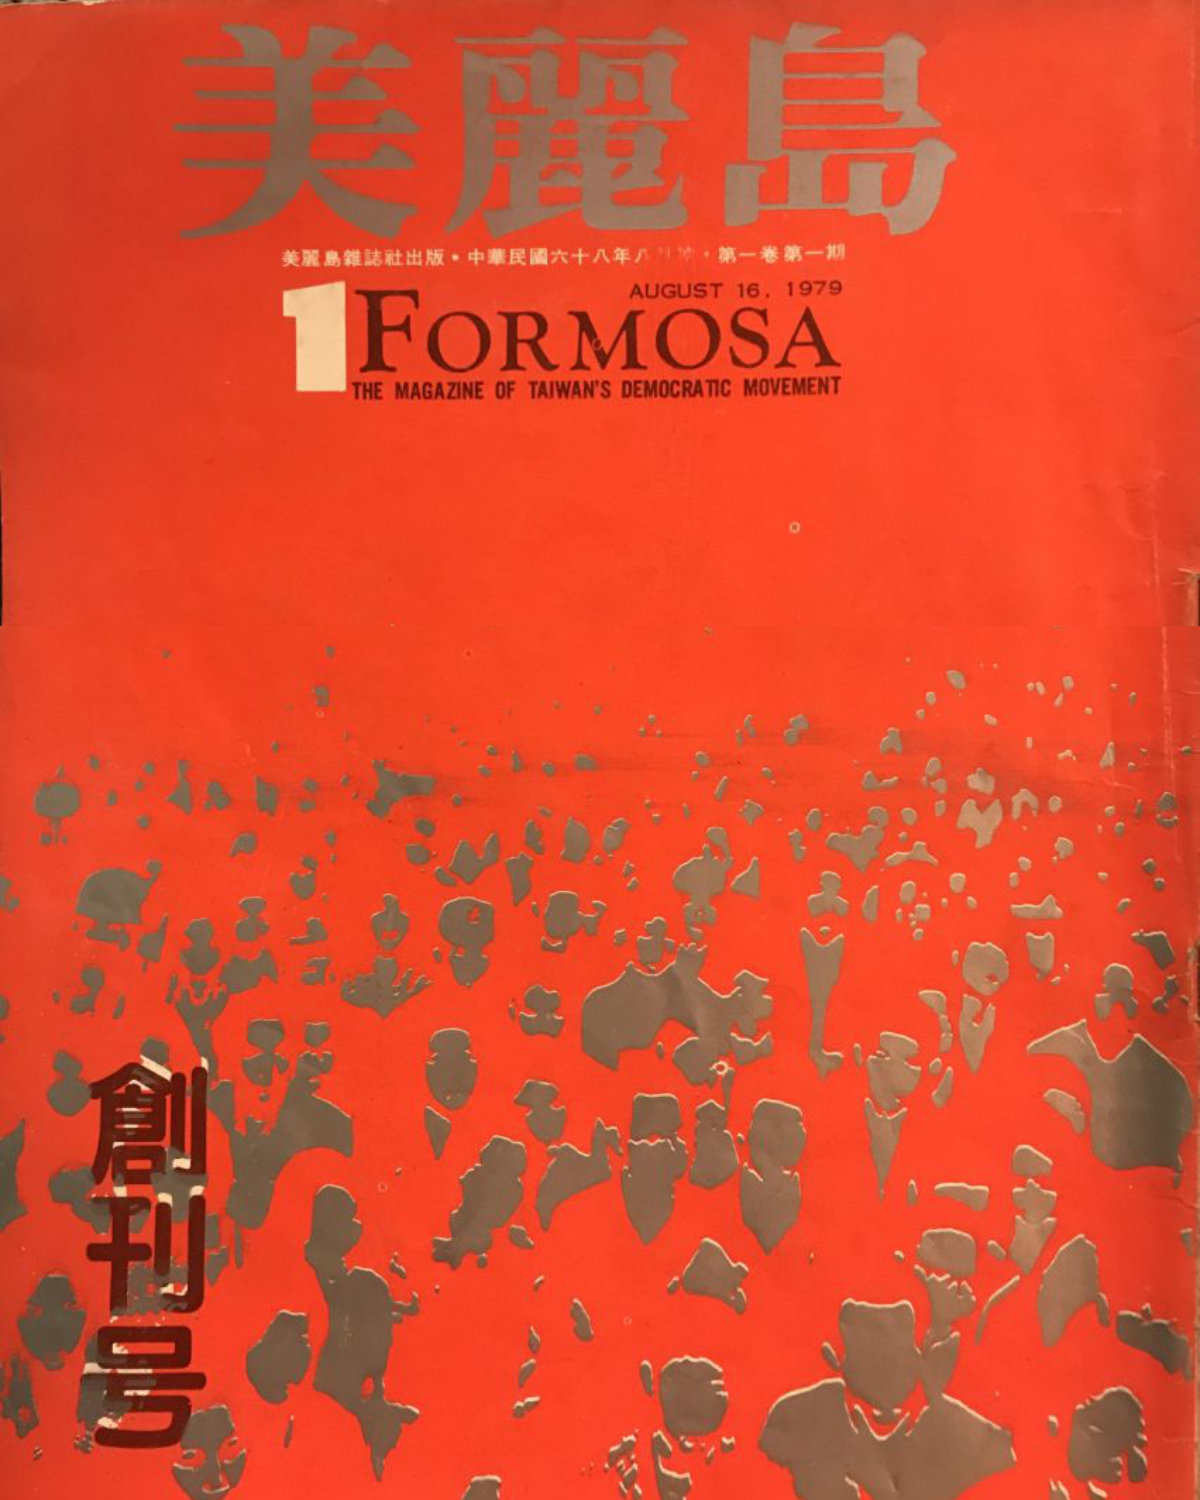 美麗島
美麗島雜誌社出版・中華民國六十八年八 ・第一卷第一期
AUGUST 16. 1979
1 FORMOSA
THE MAGAZINE OF TAIWAN'S DEMOCRATIC MOVEMENT
創刊号